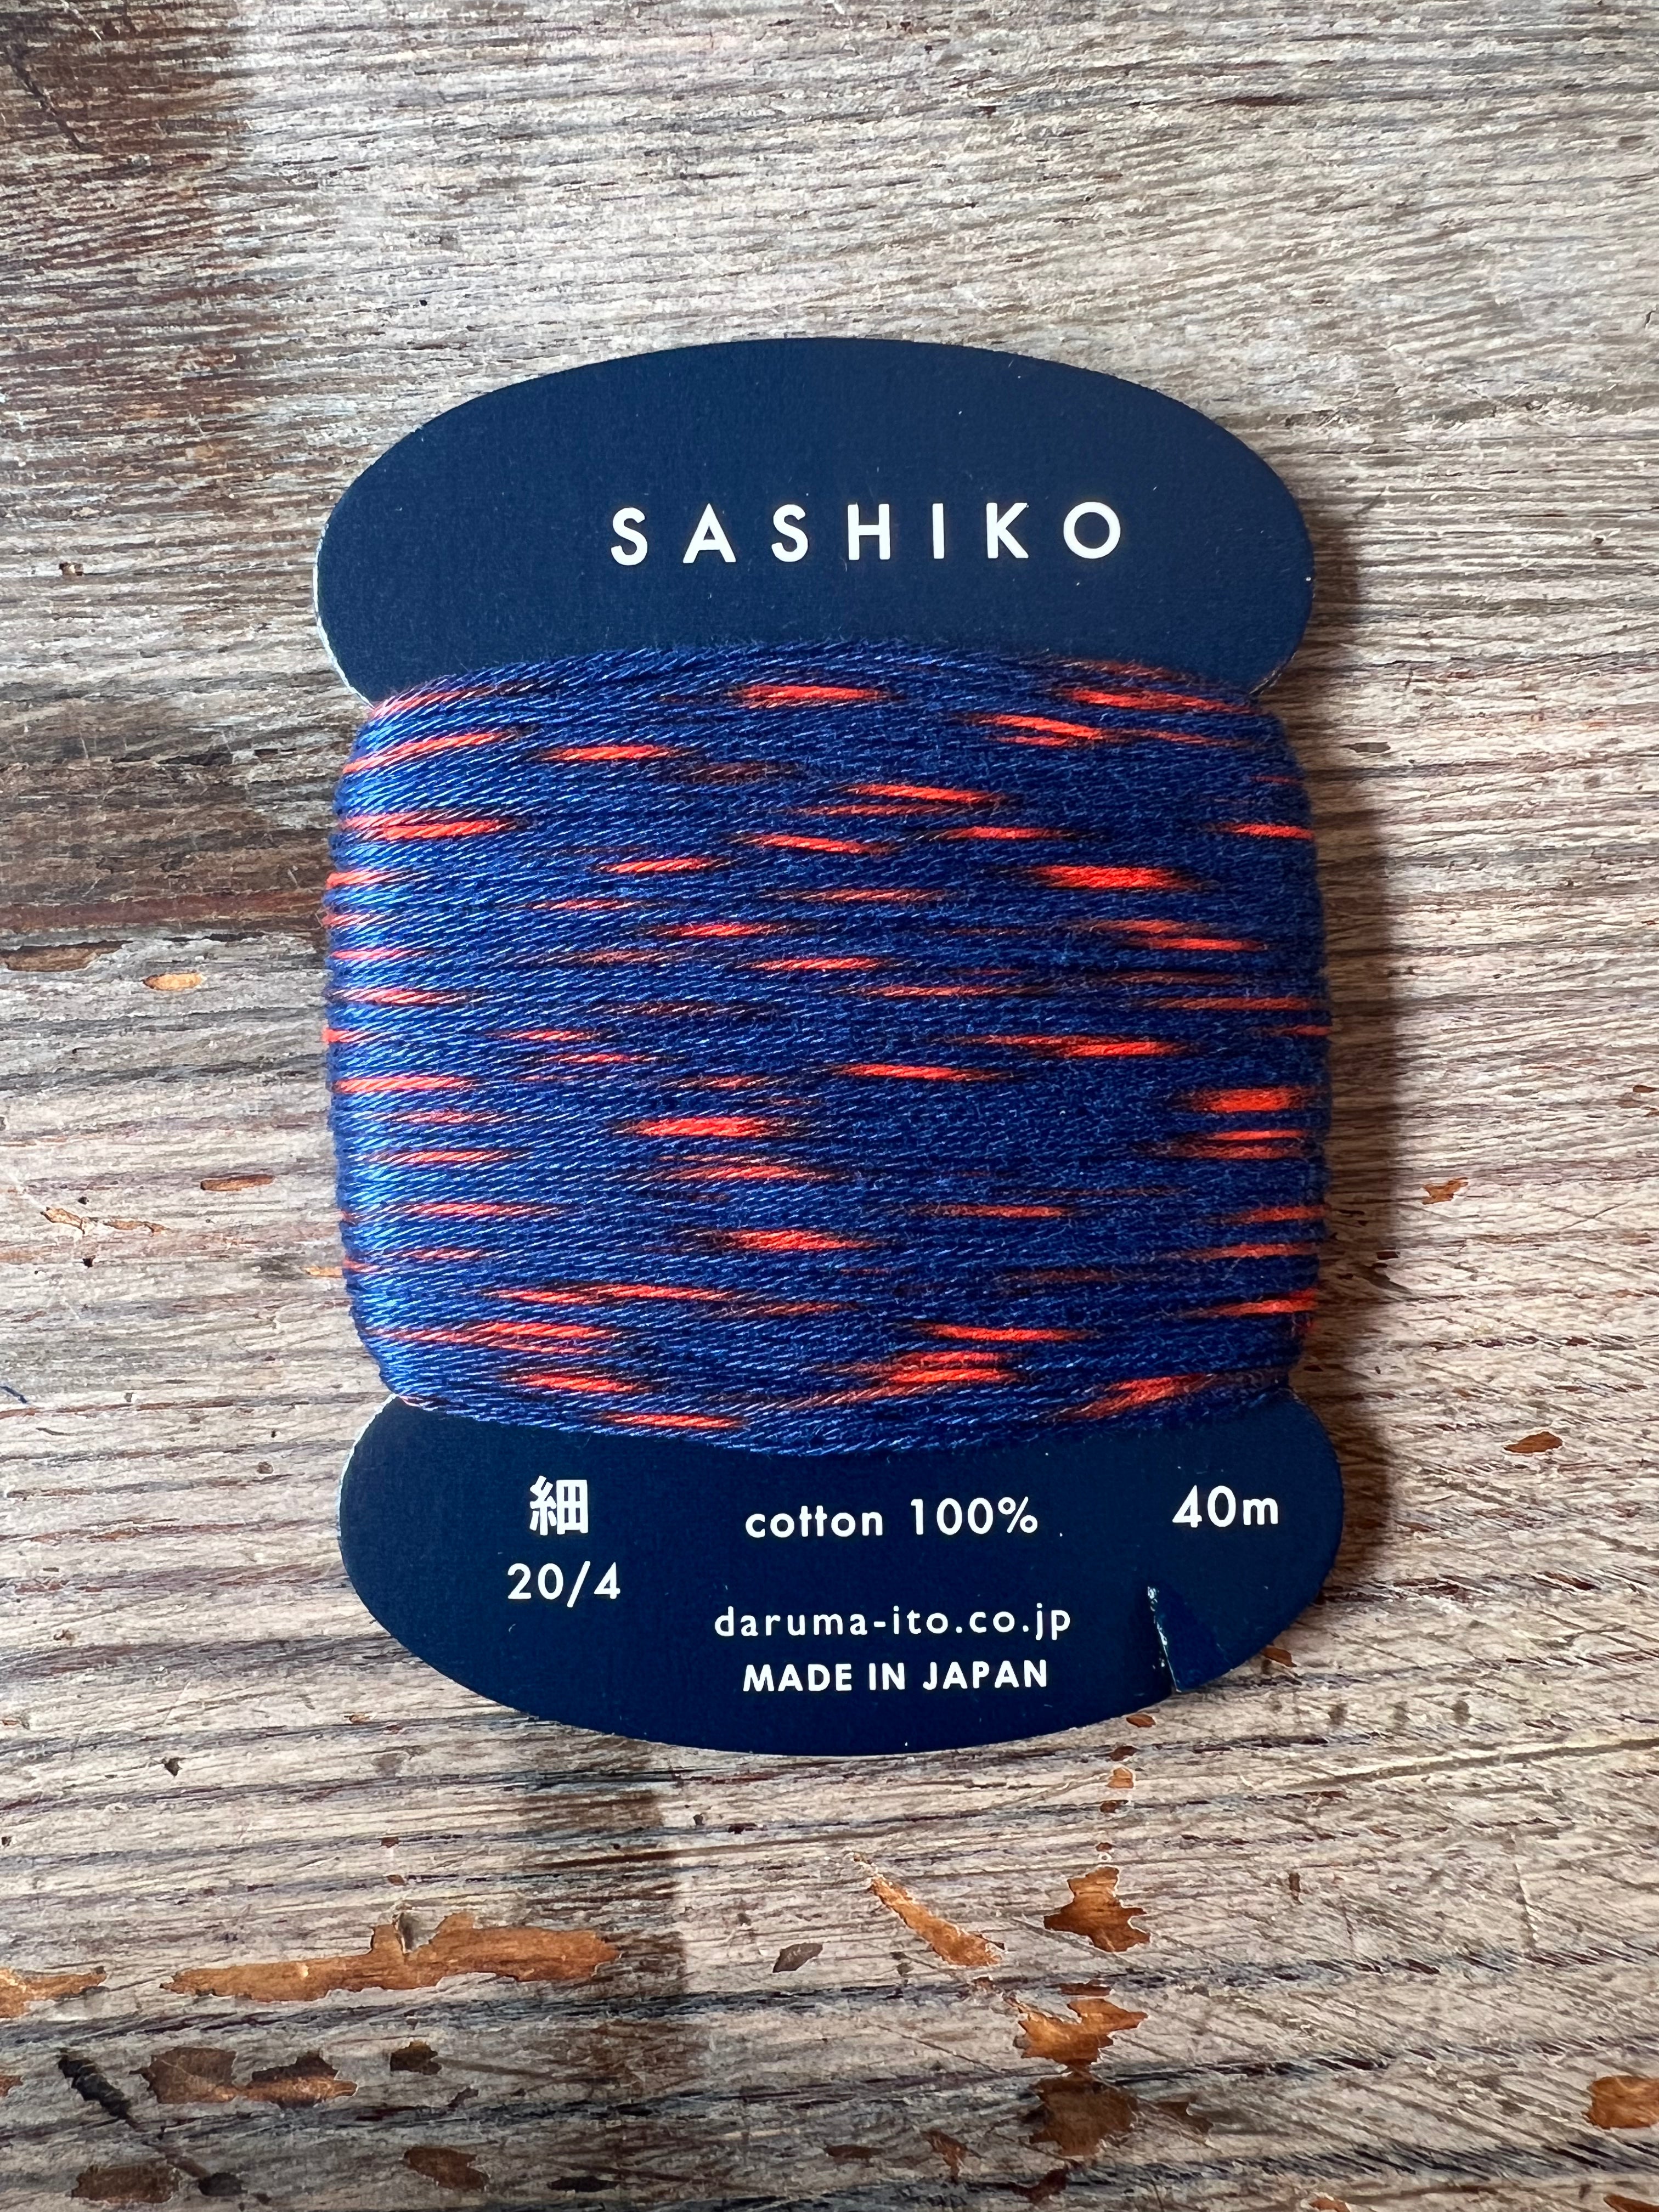 SASHIKO
細 cotton 100% 40m
20/4
daruma-ito.co.jp
MADE IN JAPAN